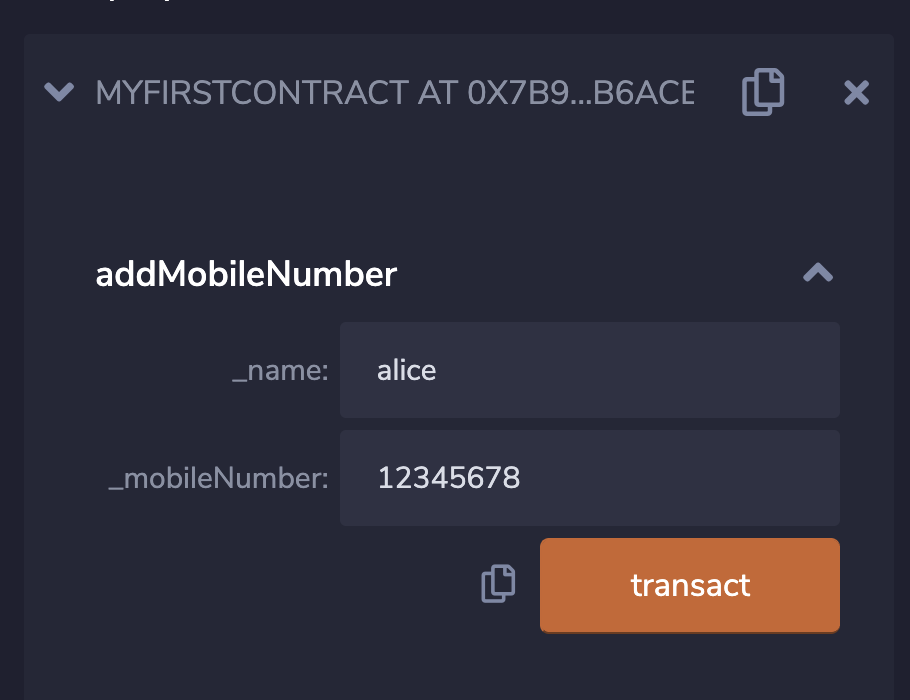 MYFIRSTCONTRACT AT 0X7B9...B6ACE
addMobileNumber
_name: alice
_mobileNumber: 12345678
transact